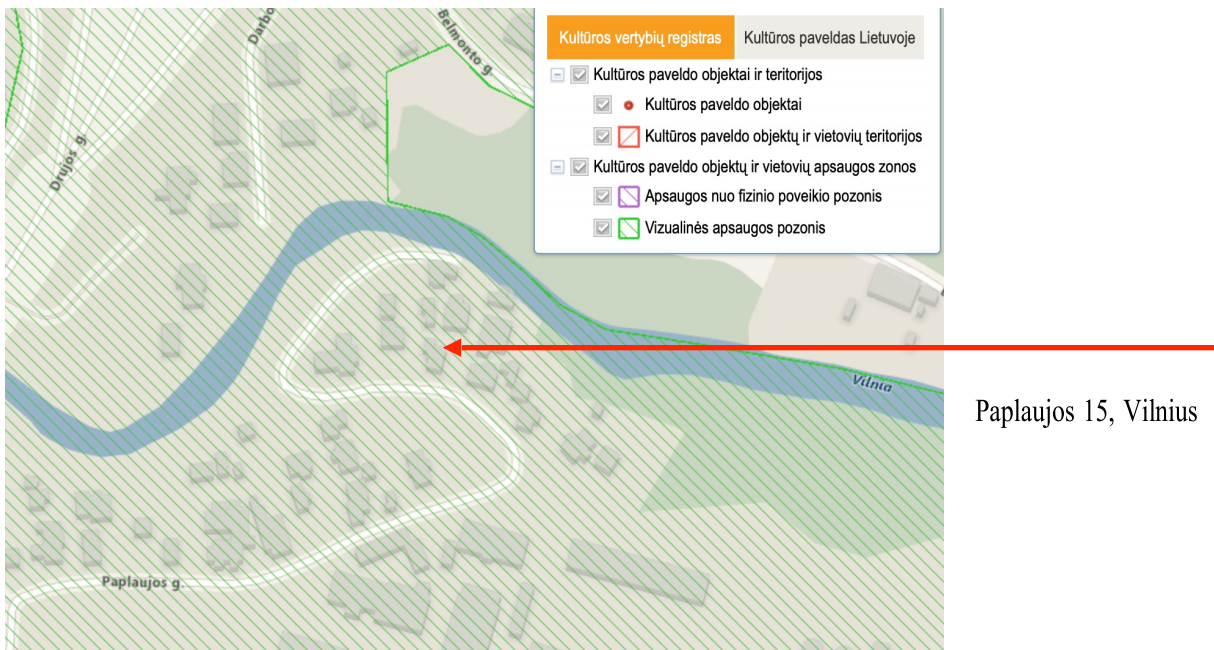 Darbo
Belmonto g.
Drujos g.
Kultūros vertybių registras
Kultūros paveldas Lietuvoje
Kultūros paveldo objektai ir teritorijos
Kultūros paveldo objektai
Kultūros paveldo objektų ir vietovių teritorijos
Kultūros paveldo objektų ir vietovių apsaugos zonos
Apsaugos nuo fizinio poveikio pozonis
Vizualinės apsaugos pozonis
Vilnia
Paplaujos 15, Vilnius
Paplaujos g.